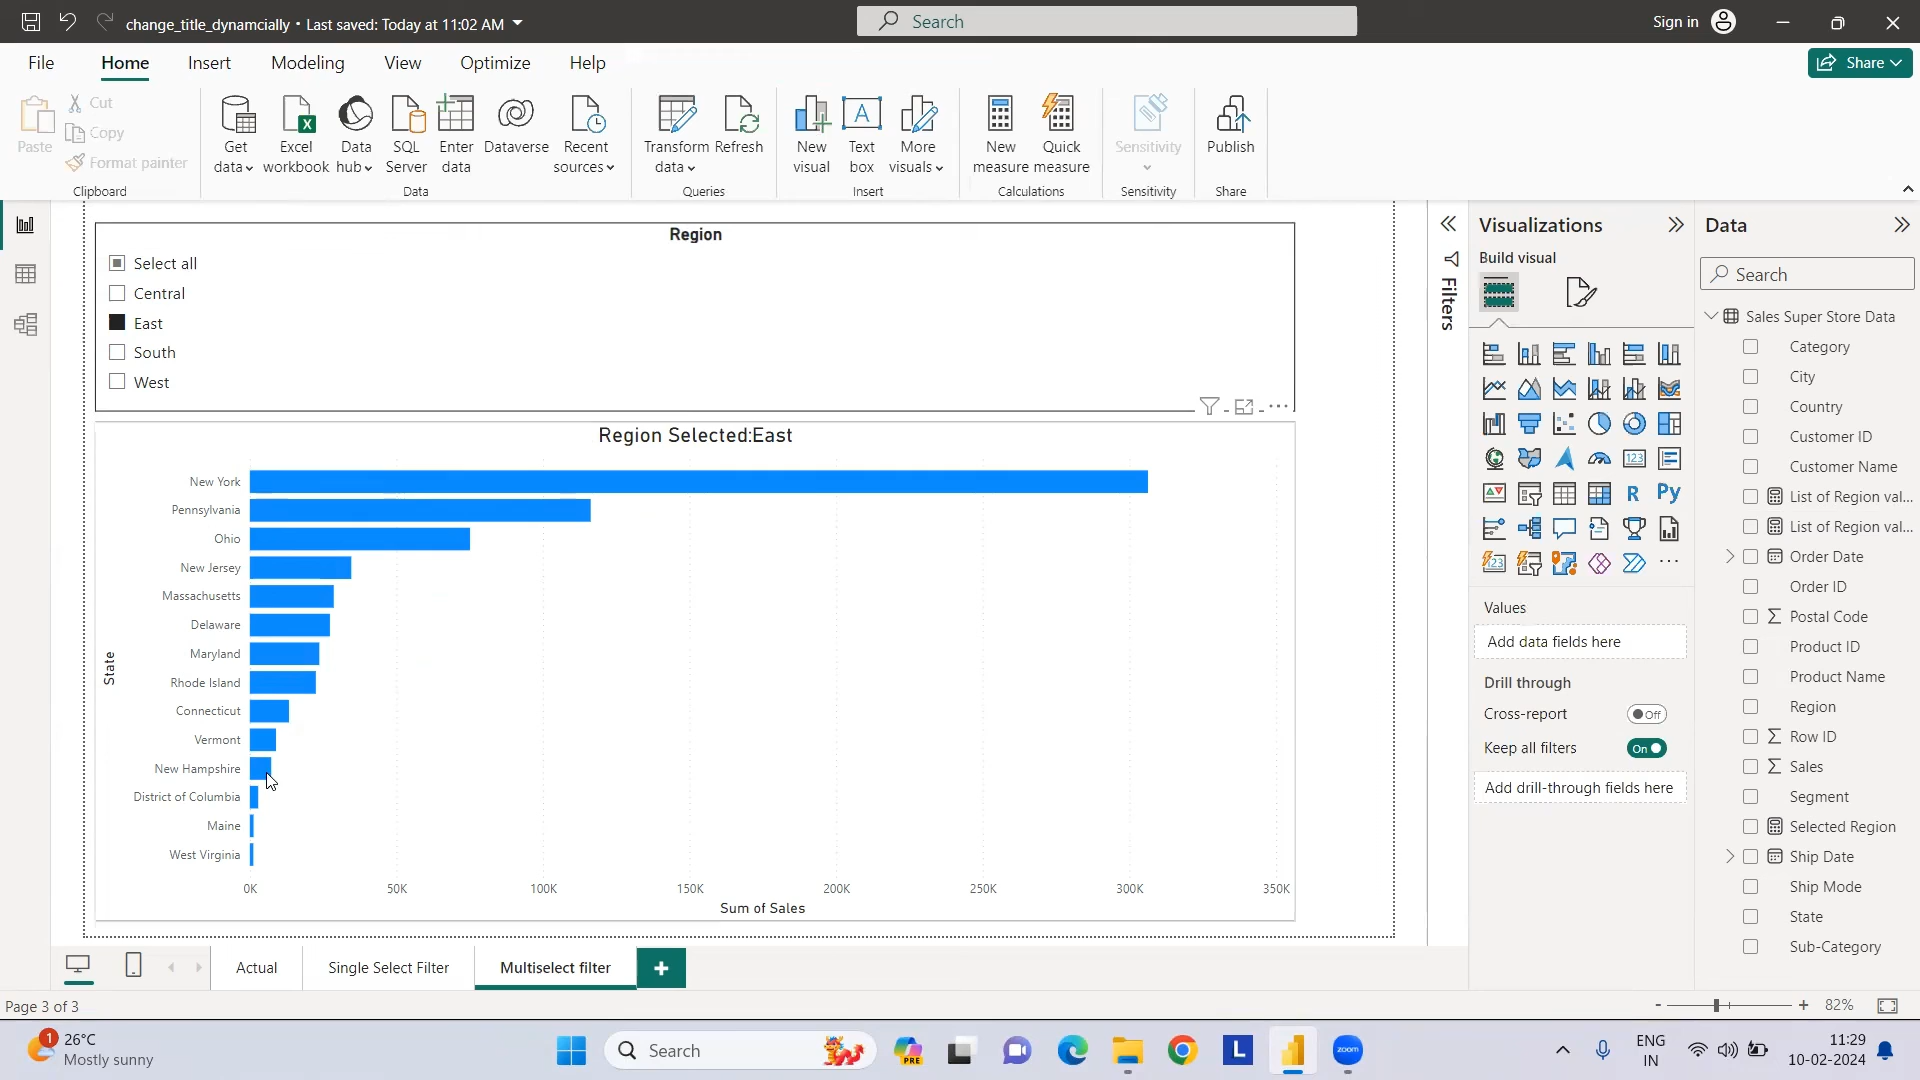 change_title_dynamcially • Last saved: Today at 11:02 AM
Search
Sign in
File
Home
Insert
Modeling
View
Optimize
Help
Share
Paste
Cut
Copy
Format painter
Clipboard
Get data
Excel workbook
Data hub
SQL Server
Enter data
Dataverse
Recent sources
Data
Transform data
Refresh
Queries
New visual
Text box
More visuals
Insert
New measure
Quick measure
Calculations
Sensitivity
Sensitivity
Publish
Share
Region
Select all
Central
East
South
West
Region Selected:East
New York
Pennsylvania
Ohio
New Jersey
Massachusetts
Delaware
Maryland
Rhode Island
Connecticut
Vermont
New Hampshire
District of Columbia
Maine
West Virginia
State
0K 50K 100K 150K 200K 250K 300K 350K
Sum of Sales
Filters
Visualizations
Build visual
123
R
Py
123
Values
Add data fields here
Drill through
Cross-report
Off
Keep all filters
On
Add drill-through fields here
Data
Search
Sales Super Store Data
Category
City
Country
Customer ID
Customer Name
List of Region val...
List of Region val...
Order Date
Order ID
Postal Code
Product ID
Product Name
Region
Row ID
Sales
Segment
Selected Region
Ship Date
Ship Mode
State
Sub-Category
Actual
Single Select Filter
Multiselect filter
Page 3 of 3
82%
1
26°C
Mostly sunny
Search
PRE
L
zoom
ENG
IN
11:29
10-02-2024